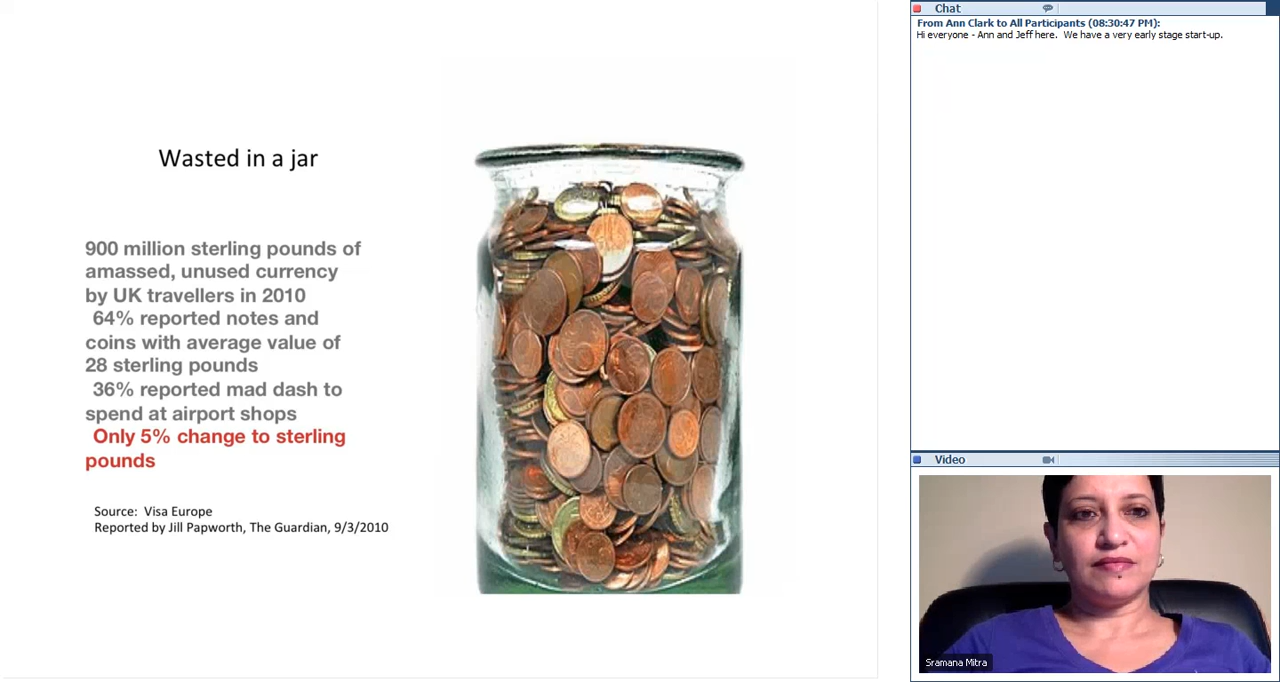 Wasted in a jar
900 million sterling pounds of
amassed, unused currency
by UK travellers in 2010
64% reported notes and
coins with average value of
28 sterling pounds
36% reported mad dash to
spend at airport shops
Only 5% change to sterling
pounds
Source: Visa Europe
Reported by Jill Papworth, The Guardian, 9/3/2010
Chat
From Ann Clark to All Participants (08:30:47 PM):
Hi everyone - Ann and Jeff here. We have a very early stage start-up.
Video
Sramana Mitra